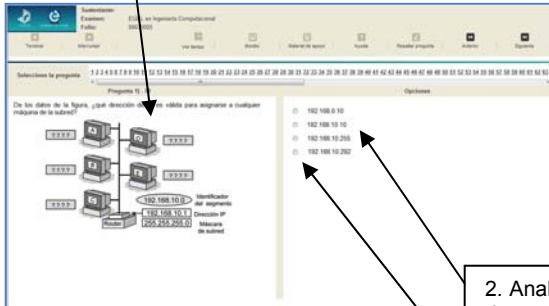 Sustentante:
Examen: EGEL en Ingeniería Computacional
Folio:
Terminar
Interrumpir
Ver tiempo
Borrador
Material de apoyo
Ayuda
Resaltar pregunta
Anterior
Siguiente
Seleccione la pregunta
Pregunta
Opciones
De los datos de la figura, ¿qué dirección es válida para asignarse a cualquier
máquina de la subred?
192.168.0.10
192.168.10.10
192.168.10.255
192.168.10.292
????
A
D
????
????
B
E
????
????
C
192.168.10.0
Identificador
del segmento
192.168.10.1
Dirección IP
Router
255.255.255.0
Máscara
de subred
2. Anal